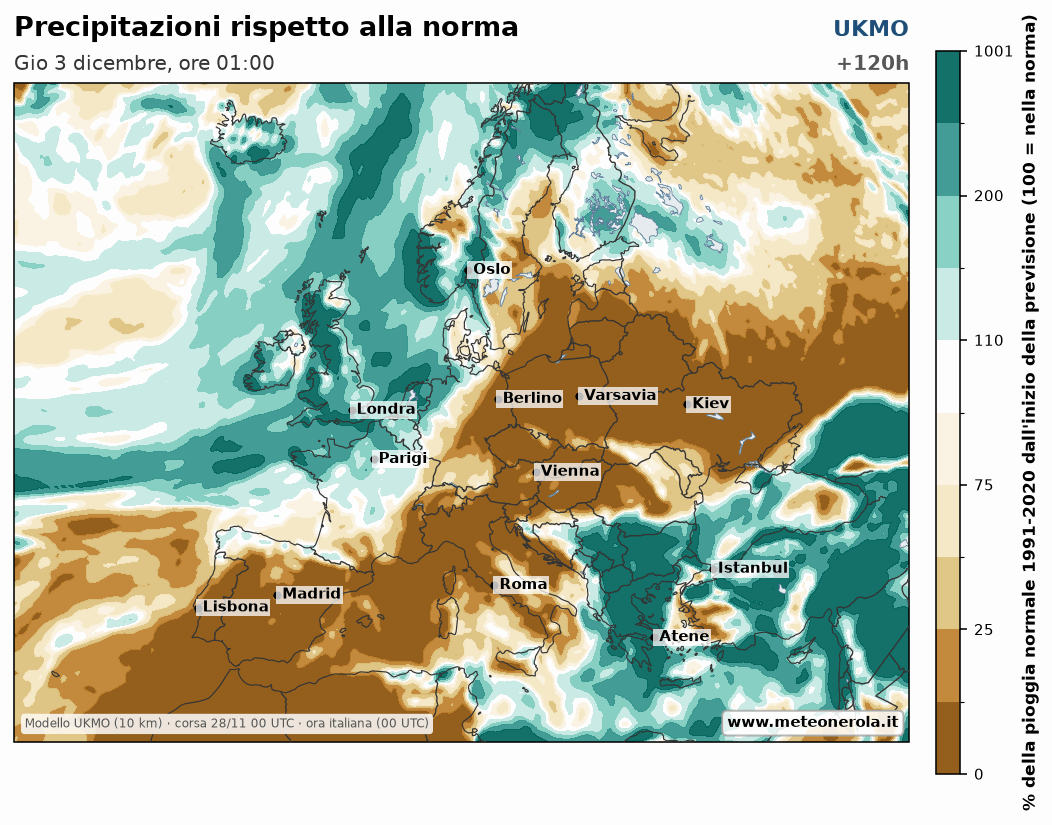 Precipitazioni rispetto alla norma
UKMO
Gio 3 dicembre, ore 01:00
+120h
1001
200
110
75
25
0
% della pioggia normale 1991-2020 dall'inizio della previsione (100 = nella norma)
Oslo
Londra
Berlino
Varsavia
Kiev
Parigi
Vienna
Istanbul
Roma
Madrid
Lisbona
Atene
Modello UKMO (10 km) · corsa 28/11 00 UTC · ora italiana (00 UTC)
www.meteonerola.it